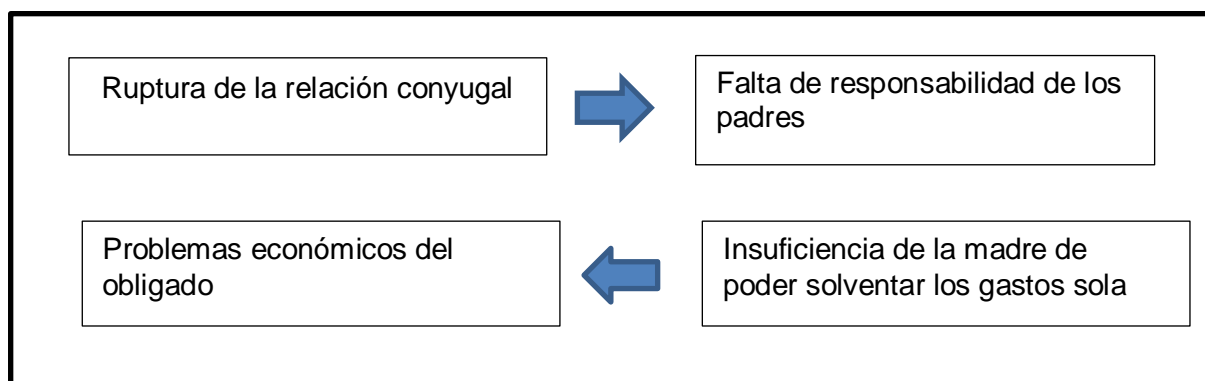 Ruptura de la relación conyugal
Falta de responsabilidad de los
padres
Problemas económicos del
obligado
Insuficiencia de la madre de
poder solventar los gastos sola